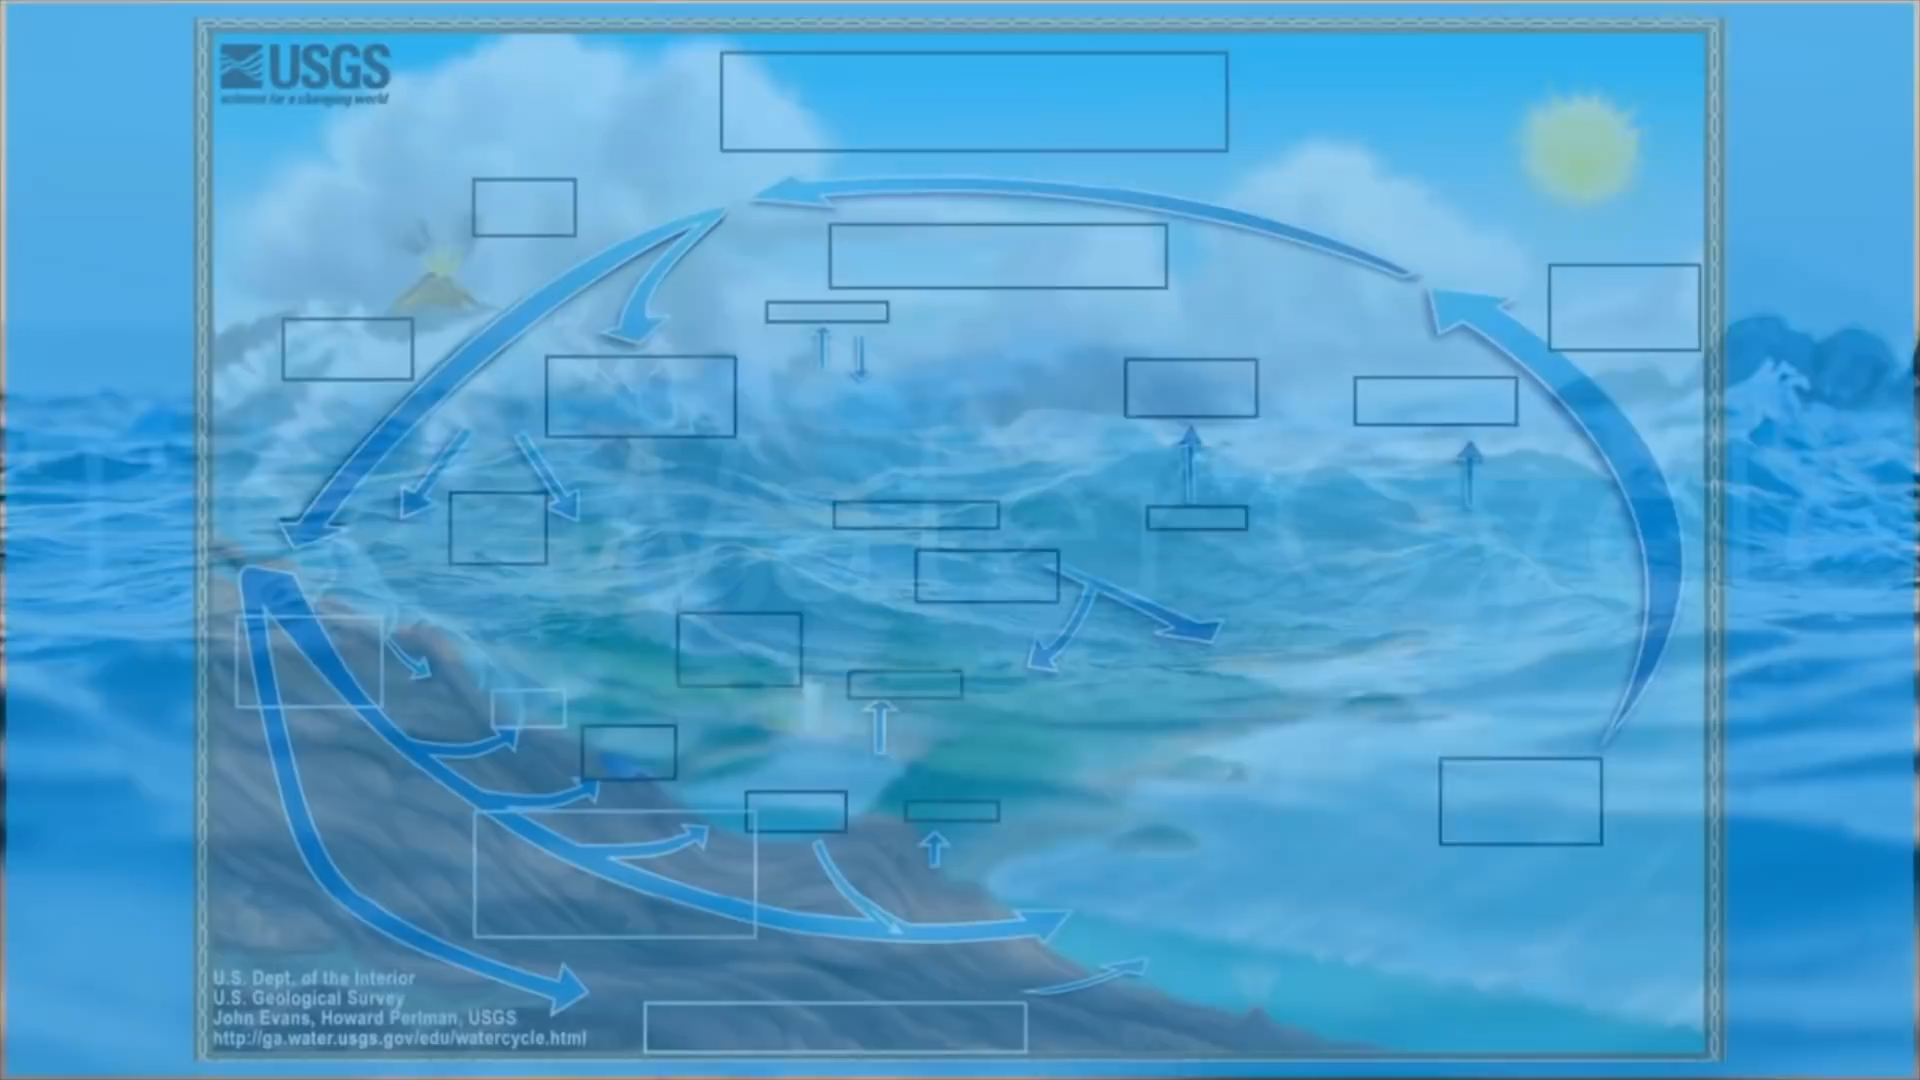 USGS
science for a changing world
U.S. Dept. of the Interior
U.S. Geological Survey
John Evans, Howard Perlman, USGS
http://ga.water.usgs.gov/edu/watercycle.html